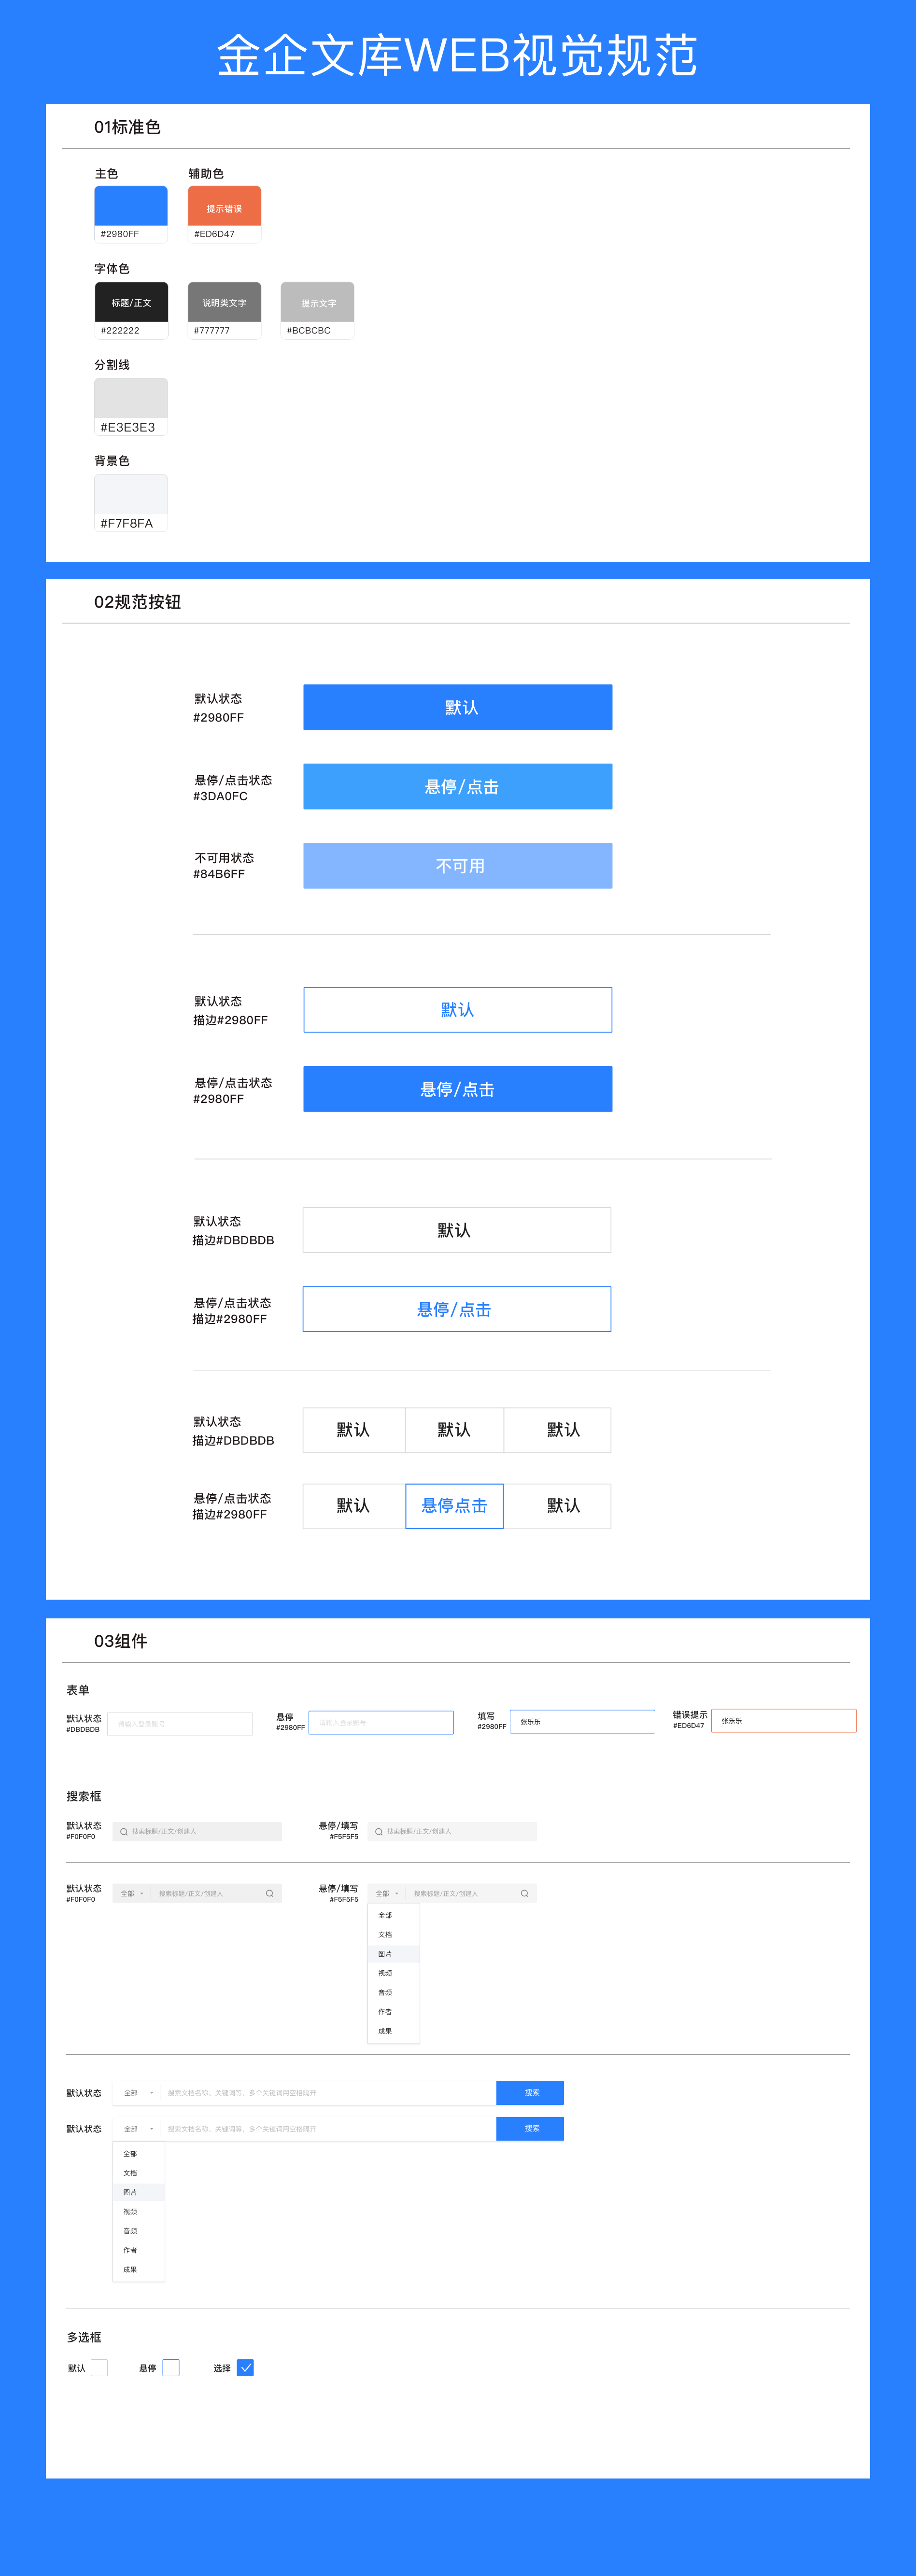 金企文库WEB视觉规范
01标准色
主色
辅助色
提示错误
#2980FF
#ED6D47
字体色
标题/正文
说明类文字
提示文字
#222222
#777777
#BCBCBC
分割线
#E3E3E3
背景色
#F7F8FA
02规范按钮
默认状态
#2980FF
默认
悬停/点击状态
#3DA0FC
悬停/点击
不可用状态
#84B6FF
不可用
默认状态
描边#2980FF
默认
悬停/点击状态
#2980FF
悬停/点击
默认状态
描边#DBDBDB
默认
悬停/点击状态
描边#2980FF
悬停/点击
默认状态
描边#DBDBDB
默认
默认
默认
悬停/点击状态
描边#2980FF
默认
悬停点击
默认
03组件
表单
默认状态
#DBDBDB
请输入登录账号
悬停
#2980FF
请输入登录账号
填写
#2980FF
张乐乐
错误提示
#ED6D47
张乐乐
搜索框
默认状态
#F0F0F0
搜索标题/正文/创建人
悬停/填写
#F5F5F5
搜索标题/正文/创建人
默认状态
#F0F0F0
全部
搜索标题/正文/创建人
悬停/填写
#F5F5F5
全部
搜索标题/正文/创建人
全部
文档
图片
视频
音频
作者
成果
默认状态
全部
搜索文档名称、关键词等，多个关键词用空格隔开
搜索
默认状态
全部
搜索文档名称、关键词等，多个关键词用空格隔开
搜索
全部
文档
图片
视频
音频
作者
成果
多选框
默认
悬停
选择